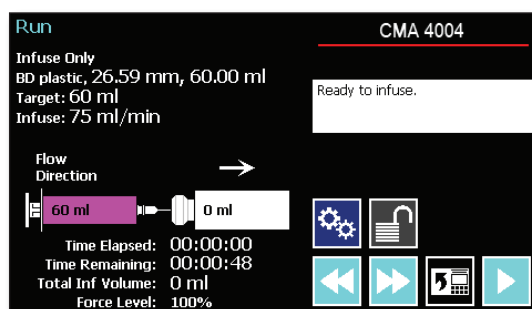 Run
CMA 4004
Infuse Only
BD plastic, 26.59 mm, 60.00 ml
Target: 60 ml
Infuse: 75 ml/min
Ready to infuse.
Flow
Direction
60 ml
0 ml
Time Elapsed: 00:00:00
Time Remaining: 00:00:48
Total Inf Volume: 0 ml
Force Level: 100%